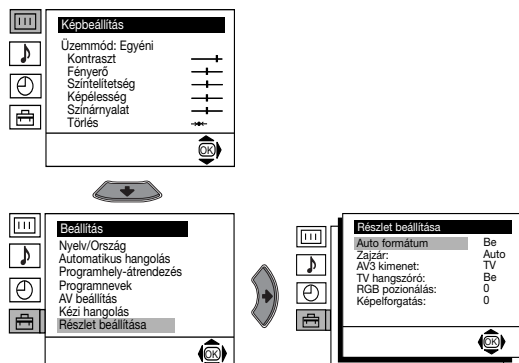 Képbeállítás
Üzemmód: Egyéni
Kontraszt
Fényerő
Színtelítetség
Képélesség
Színárnyalat
Törlés
OK
Beállítás
Nyelv/Ország
Automatikus hangolás
Programhely-átrendezés
Programnevek
AV beállítás
Kézi hangolás
Részlet beállítása
OK
Részlet beállítása
Auto formátum Be
Zajzár: Auto
AV3 kimenet: TV
TV hangszóró: Be
RGB pozionálás: 0
Képelforgatás: 0
OK